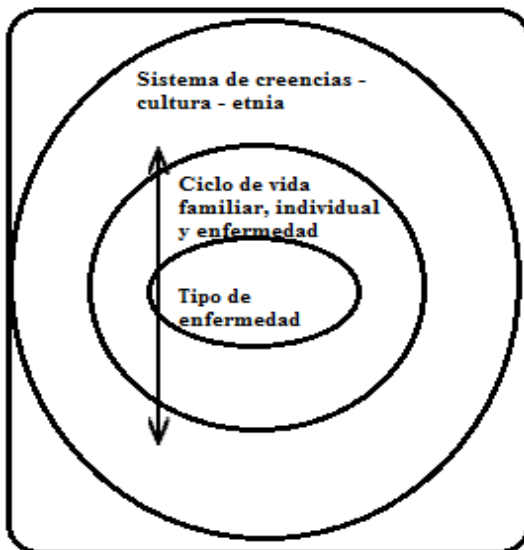 Sistema de creencias -
cultura - etnia
Ciclo de vida
familiar, individual
y enfermedad
Tipo de
enfermedad